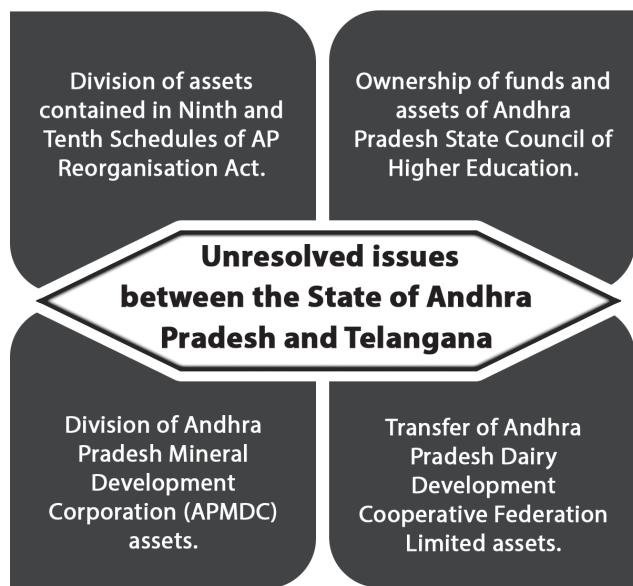 Division of assets
contained in Ninth and
Tenth Schedules of AP
Reorganisation Act.
Ownership of funds and
assets of Andhra
Pradesh State Council of
Higher Education.
Unresolved issues
between the State of Andhra
Pradesh and Telangana
Division of Andhra
Pradesh Mineral
Development
Corporation (APMDC)
assets.
Transfer of Andhra
Pradesh Dairy
Development
Cooperative Federation
Limited assets.